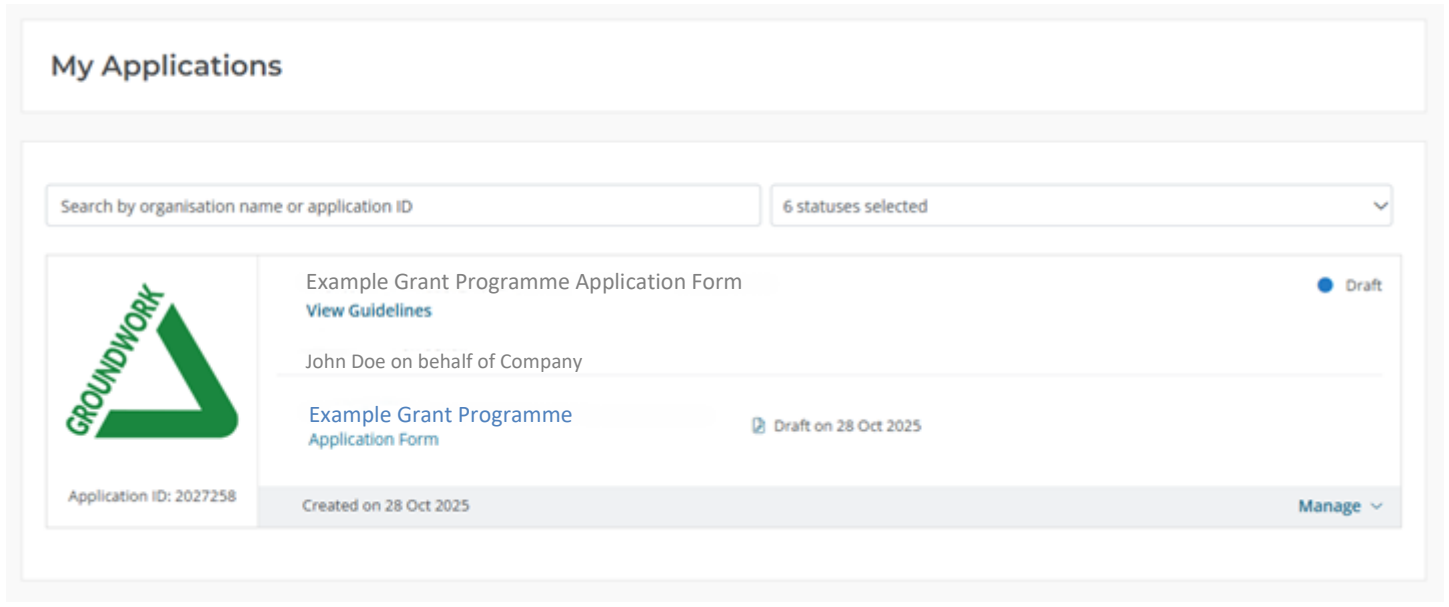 My Applications
Search by organisation name or application ID
6 statuses selected
GROUNDWORK
Example Grant Programme Application Form
Draft
View Guidelines
John Doe on behalf of Company
Example Grant Programme
Application Form
Draft on 28 Oct 2025
Application ID: 2027258
Created on 28 Oct 2025
Manage